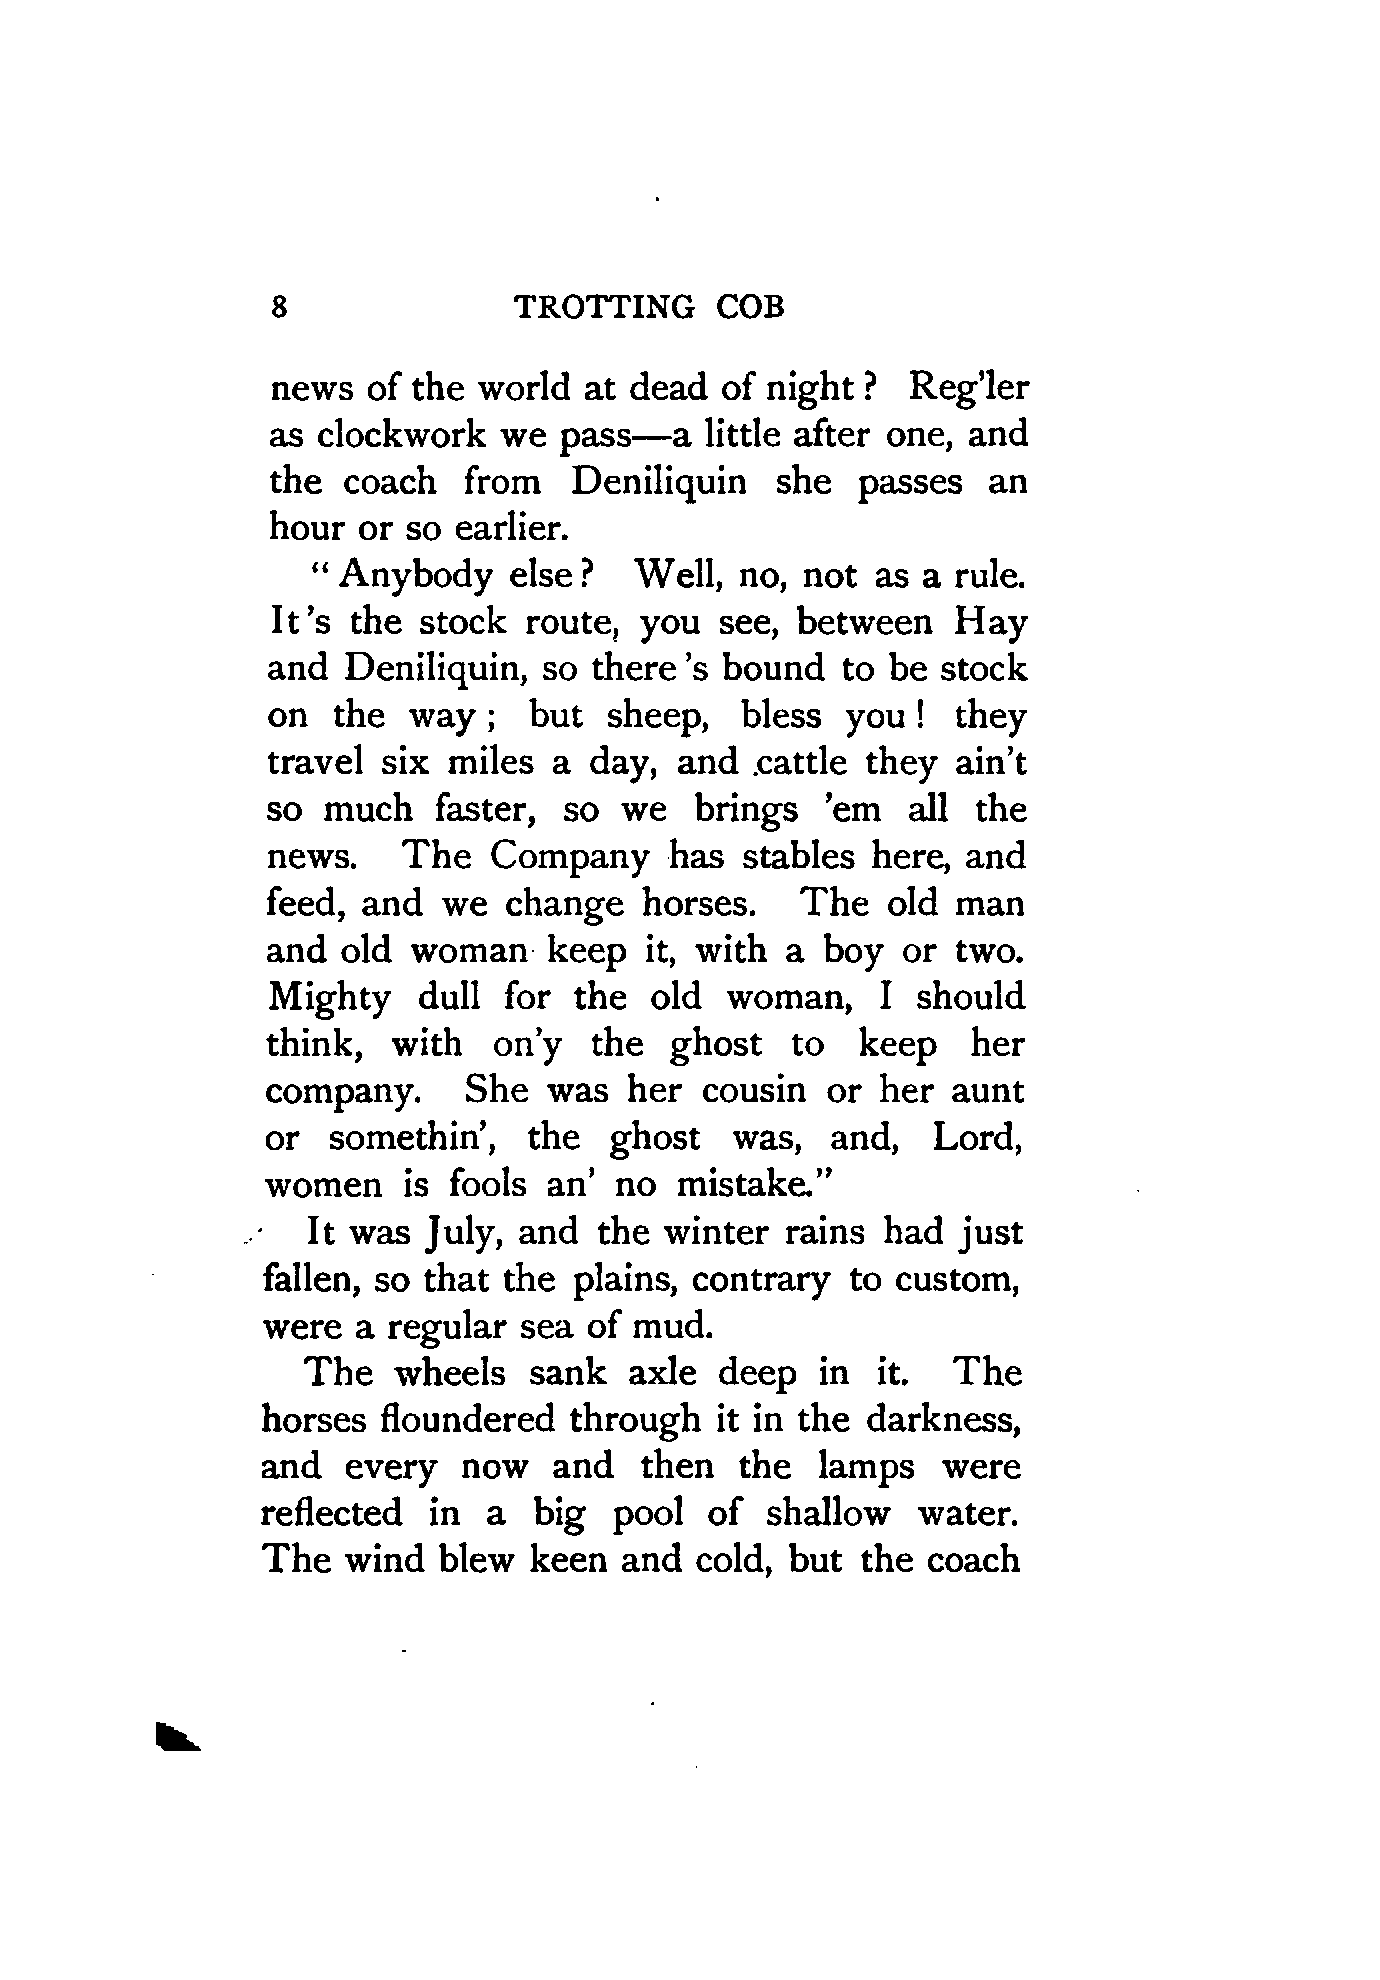 8 TROTTING COB
news of the world at dead of night ? Reg'ler
as clockwork we pass—a little after one, and
the coach from Deniliquin she passes an
hour or so earlier.
“ Anybody else ? Well, no, not as a rule.
It 's the stock route, you see, between Hay
and Deniliquin, so there 's bound to be stock
on the way ; but sheep, bless you ! they
travel six miles a day, and cattle they ain't
so much faster, so we brings 'em all the
news. The Company has stables here, and
feed, and we change horses. The old man
and old woman keep it, with a boy or two.
Mighty dull for the old woman, I should
think, with on'y the ghost to keep her
company. She was her cousin or her aunt
or somethin', the ghost was, and, Lord,
women is fools an' no mistake.”
It was July, and the winter rains had just
fallen, so that the plains, contrary to custom,
were a regular sea of mud.
The wheels sank axle deep in it. The
horses floundered through it in the darkness,
and every now and then the lamps were
reflected in a big pool of shallow water.
The wind blew keen and cold, but the coach